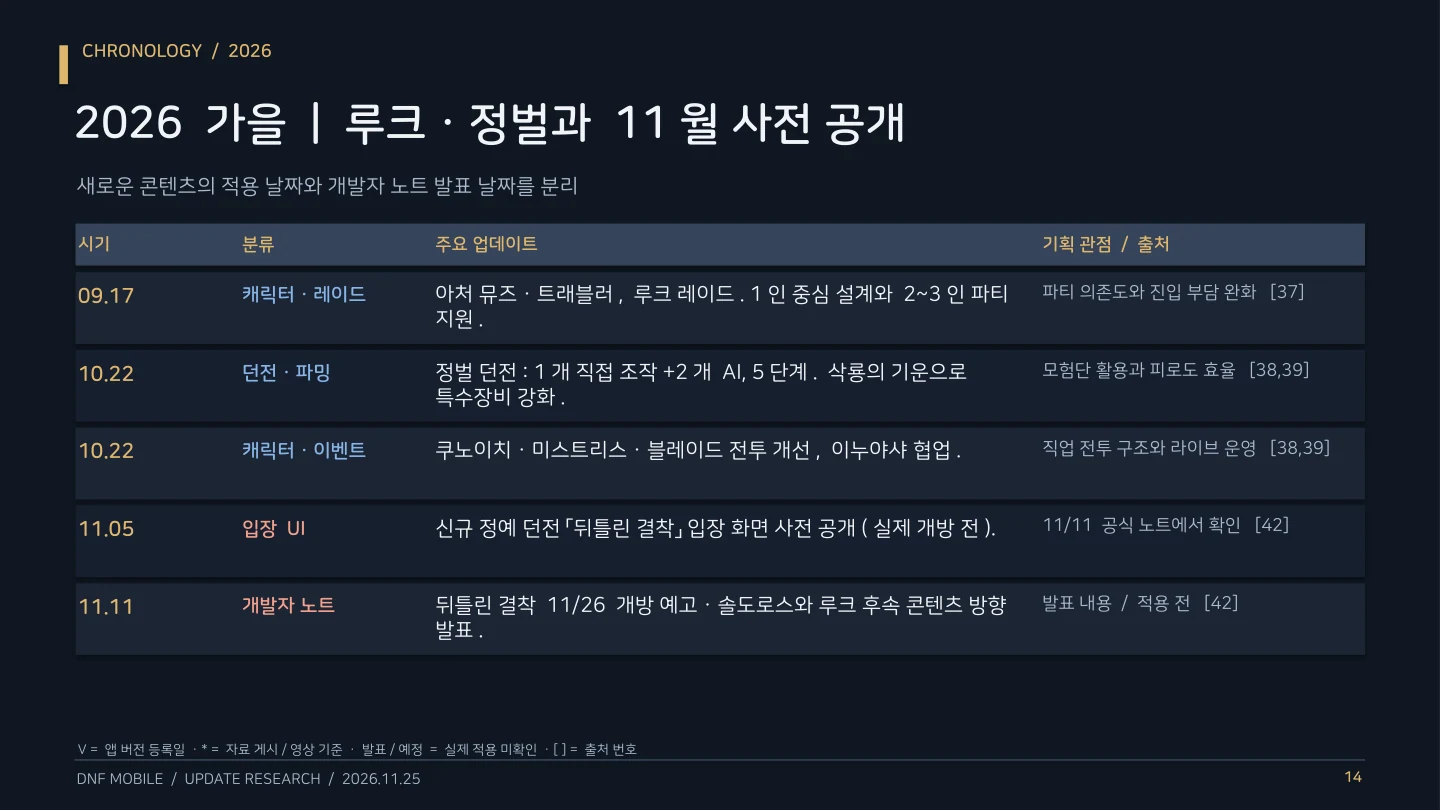 CHRONOLOGY / 2026
2026 가을 | 루크 · 정벌과 11월 사전 공개
새로운 콘텐츠의 적용 날짜와 개발자 노트 발표 날짜를 분리
시기 분류 주요 업데이트 기획 관점 / 출처
09.17 캐릭터 · 레이드 아처 뮤즈 · 트래블러, 루크 레이드. 1인 중심 설계와 2~3인 파티 파티 의존도와 진입 부담 완화 [37]
지원.
10.22 던전 · 파밍 정벌 던전 : 1개 직접 조작+2개 AI, 5단계. 삭룡의 기운으로 모험단 활용과 피로도 효율 [38,39]
특수장비 강화.
10.22 캐릭터 · 이벤트 쿠노이치 · 미스트리스 · 블레이드 전투 개선, 이누야샤 협업. 직업 전투 구조와 라이브 운영 [38,39]
11.05 입장 UI 신규 정예 던전「뒤틀린 결착」입장 화면 사전 공개(실제 개방 전). 11/11 공식 노트에서 확인 [42]
11.11 개발자 노트 뒤틀린 결착 11/26 개방 예고 · 솔도로스와 루크 후속 콘텐츠 방향 발표 내용 / 적용 전 [42]
발표.
V = 앱 버전 등록일 · * = 자료 게시/영상 기준 · 발표/예정 = 실제 적용 미확인 · [ ] = 출처 번호
DNF MOBILE / UPDATE RESEARCH / 2026.11.25
14